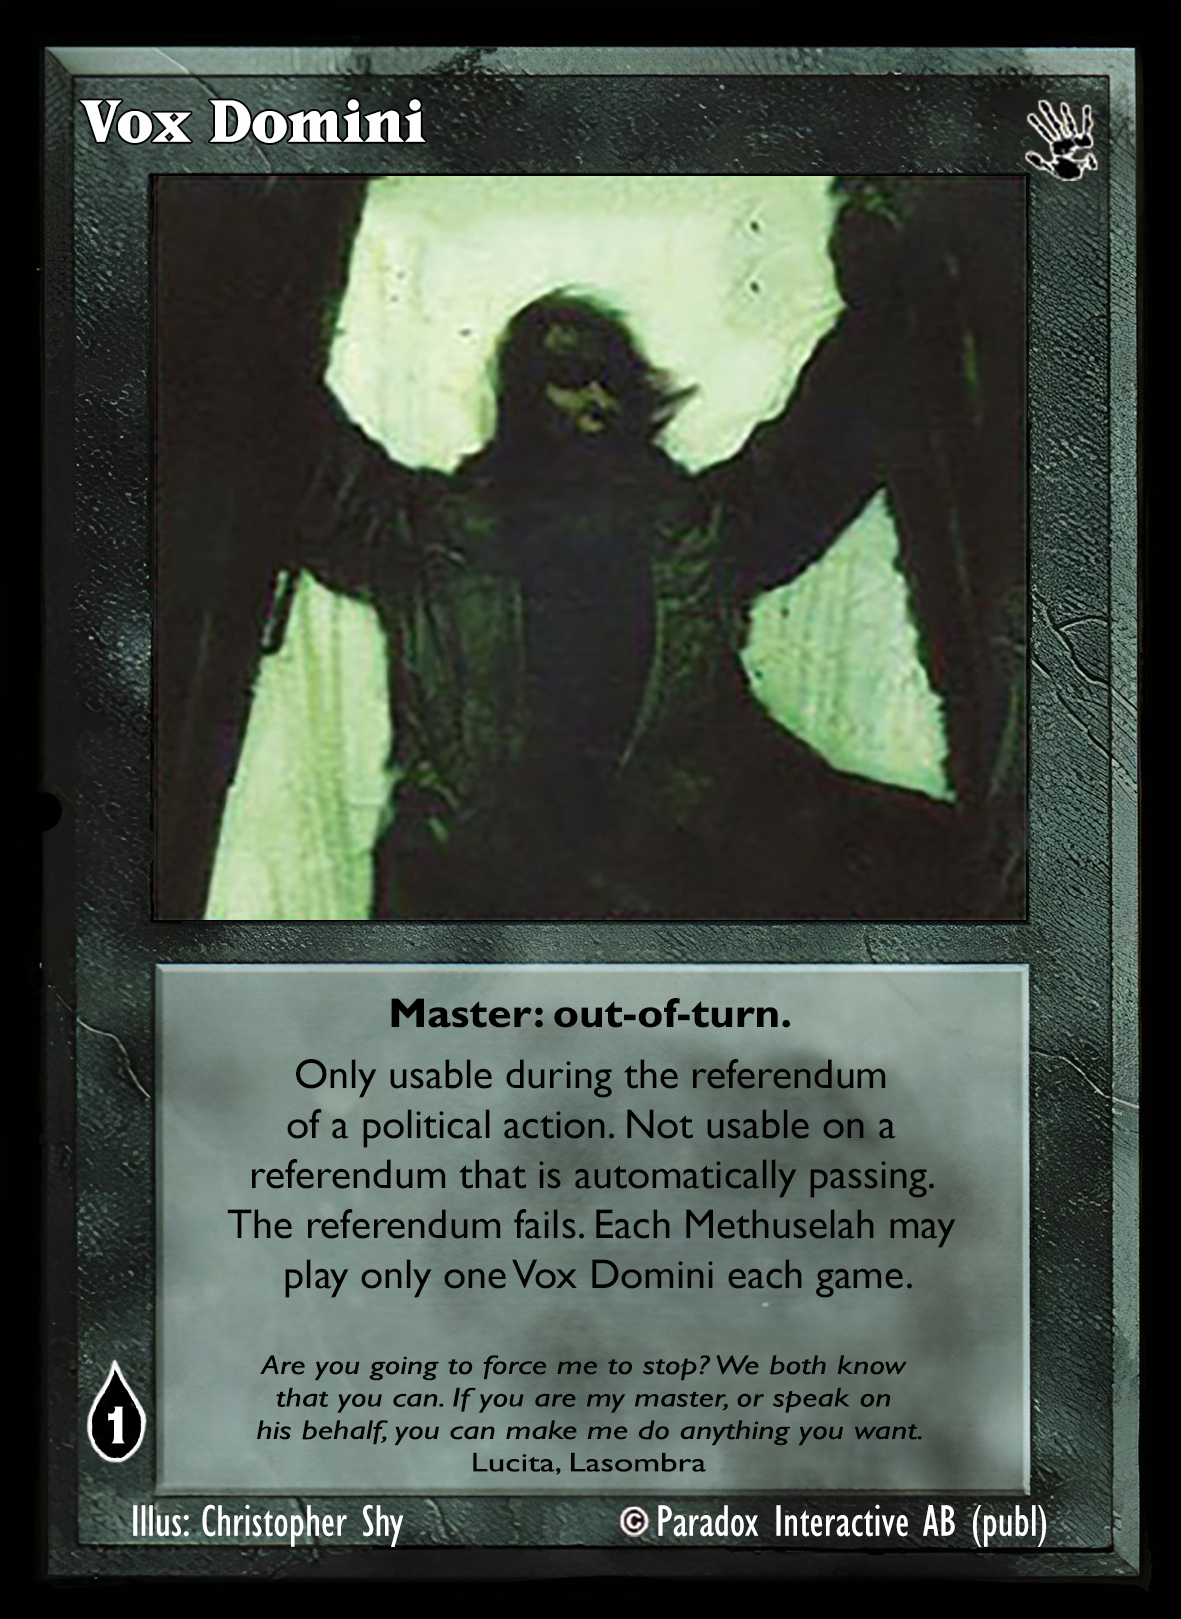 Vox Domini
Master: out-of-turn.
Only usable during the referendum
of a political action. Not usable on a
referendum that is automatically passing.
The referendum fails. Each Methuselah may
play only one Vox Domini each game.
Are you going to force me to stop? We both know
that you can. If you are my master, or speak on
his behalf, you can make me do anything you want.
Lucita, Lasombra
1
Illus: Christopher Shy
© Paradox Interactive AB (publ)